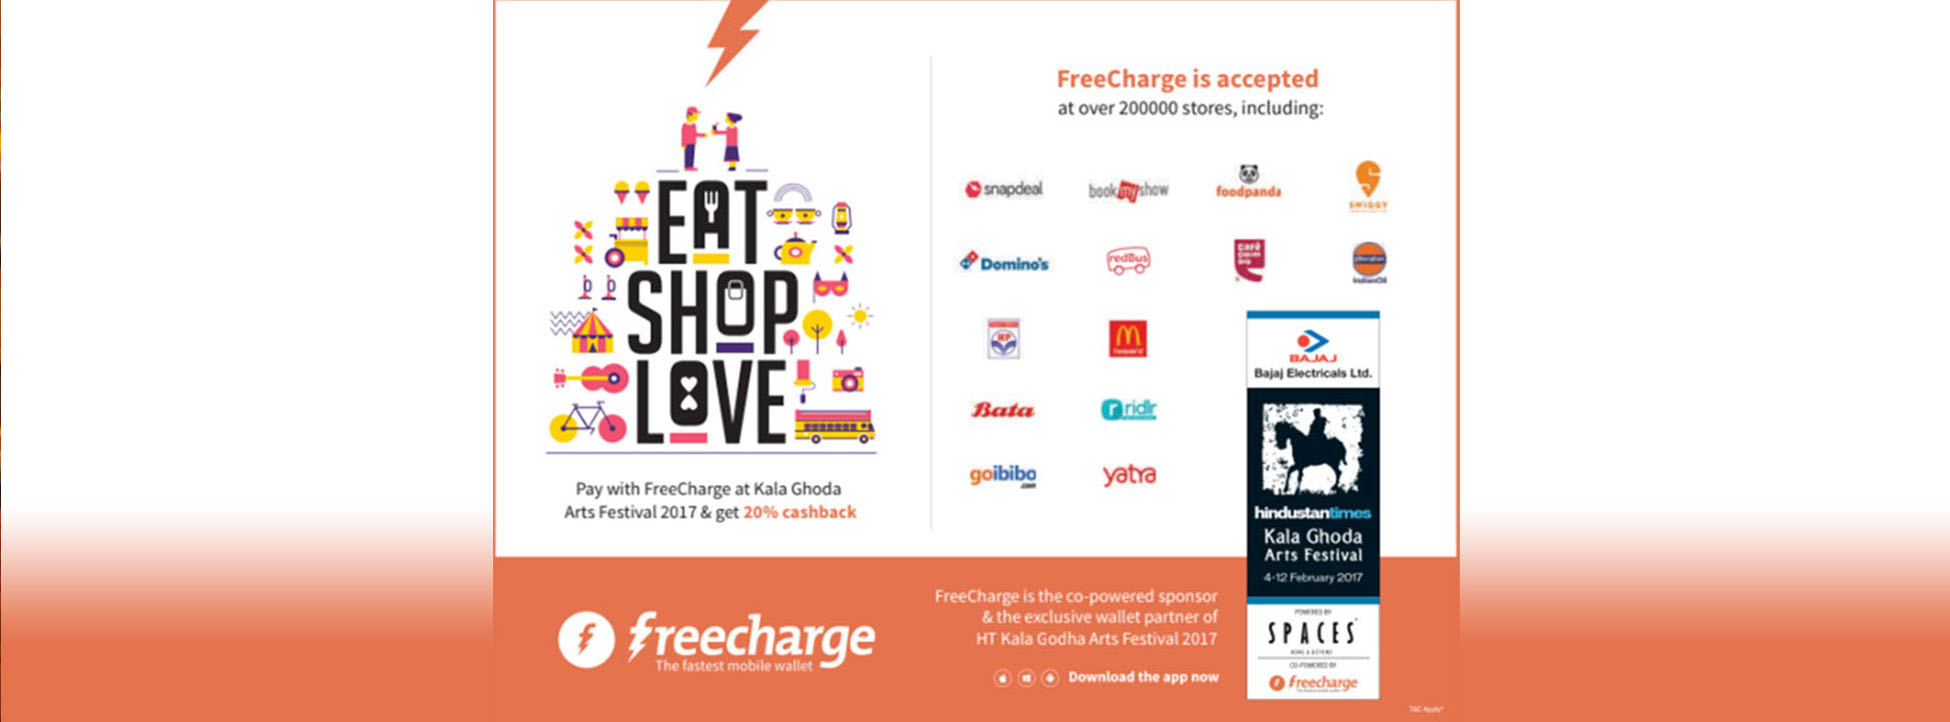 EAT
SHOP
LOVE
Pay with FreeCharge at Kala Ghoda
Arts Festival 2017 & get 20% cashback
FreeCharge is accepted
at over 200000 stores, including:
snapdeal
bookmyshow
foodpanda
SWIGGY
Domino's
redBus
café
coffee
day
IndianOil
HP
Bata
ridlr
goibibo
.com
yatra
BAJAJ
Bajaj Electricals Ltd.
hindustantimes
Kala Ghoda
Arts Festival
4-12 February 2017
POWERED BY
SPACES
HOME & BEYOND
CO-POWERED BY
freecharge
freecharge
The fastest mobile wallet
FreeCharge is the co-powered sponsor
& the exclusive wallet partner of
HT Kala Godha Arts Festival 2017
Download the app now
T&C Apply*